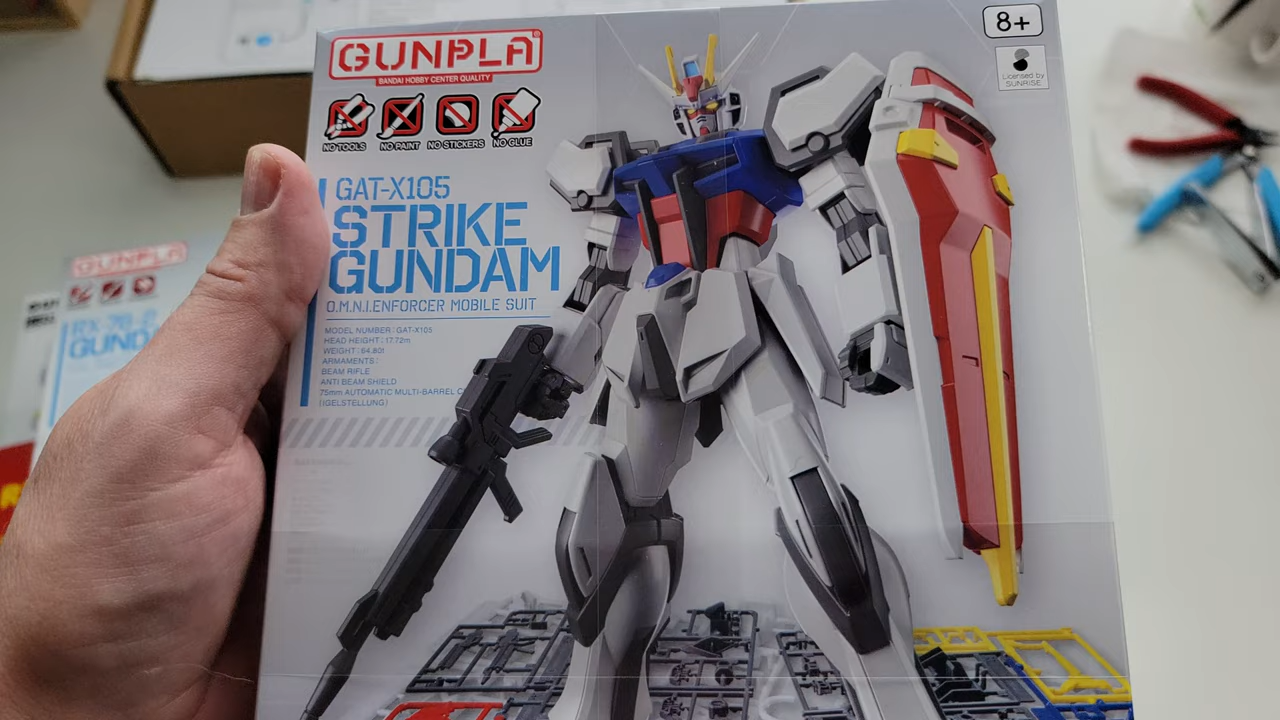 GUNPLA
BANDAI HOBBY CENTER QUALITY
NO TOOLS
NO PAINT
NO STICKERS
NO GLUE
8+
Licensed by
SUNRISE
GAT-X105
STRIKE
GUNDAM
O.M.N.I.ENFORCER MOBILE SUIT
MODEL NUMBER : GAT-X105
HEAD HEIGHT : 17.72m
WEIGHT : 64.80t
ARMAMENTS :
BEAM RIFLE
ANTI BEAM SHIELD
75mm AUTOMATIC MULTI-BARREL C
(IGELSTELLUNG)
GUNPLA
RX-78-2
GUND